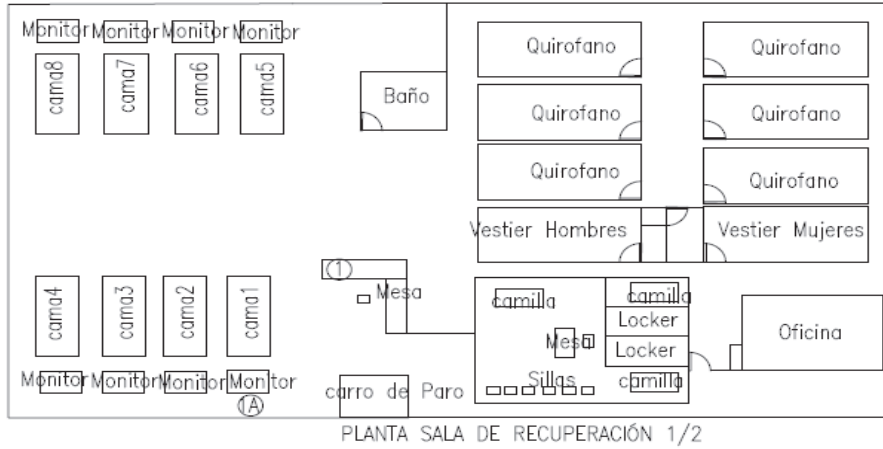 Monitor Monitor Monitor Monitor
cama8 cama7 cama6 cama5
Baño
Quirofano Quirofano
Quirofano Quirofano
Quirofano Quirofano
Vestier Hombres Vestier Mujeres
1
Mesa
cama4 cama3 cama2 cama1
camilla camilla
Locker
Mesa
Locker
Oficina
Monitor Monitor Monitor Monitor
1A
carro de Paro
Sillas
camilla
PLANTA SALA DE RECUPERACIÓN 1/2